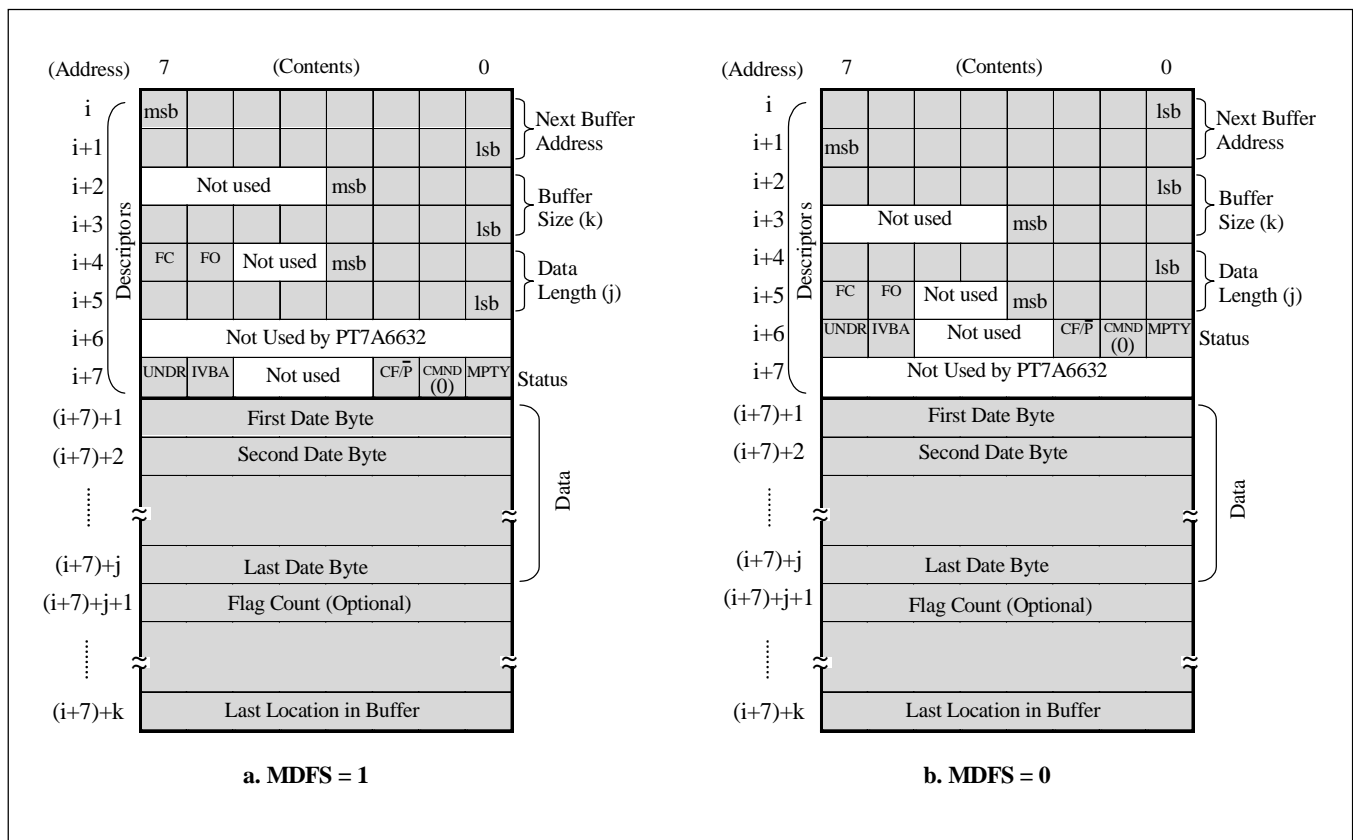 (Address) 7 (Contents) 0
i msb
Next Buffer
Address
i+1 lsb
i+2 Not used msb
Buffer
Size (k)
i+3 lsb
i+4 FC FO Not used msb
Data
Length (j)
i+5 lsb
i+6 Not Used by PT7A6632
i+7 UNDR IVBA Not used CF/P̅ CMND (0) MPTY Status
Descriptors
(i+7)+1 First Date Byte
(i+7)+2 Second Date Byte
Data
(i+7)+j Last Date Byte
(i+7)+j+1 Flag Count (Optional)
(i+7)+k Last Location in Buffer
a. MDFS = 1
(Address) 7 (Contents) 0
i lsb
Next Buffer
Address
i+1 msb
i+2 lsb
Buffer
Size (k)
i+3 Not used msb
i+4 lsb
Data
Length (j)
i+5 FC FO Not used msb
i+6 UNDR IVBA Not used CF/P̅ CMND (0) MPTY Status
i+7 Not Used by PT7A6632
Descriptors
(i+7)+1 First Date Byte
(i+7)+2 Second Date Byte
Data
(i+7)+j Last Date Byte
(i+7)+j+1 Flag Count (Optional)
(i+7)+k Last Location in Buffer
b. MDFS = 0